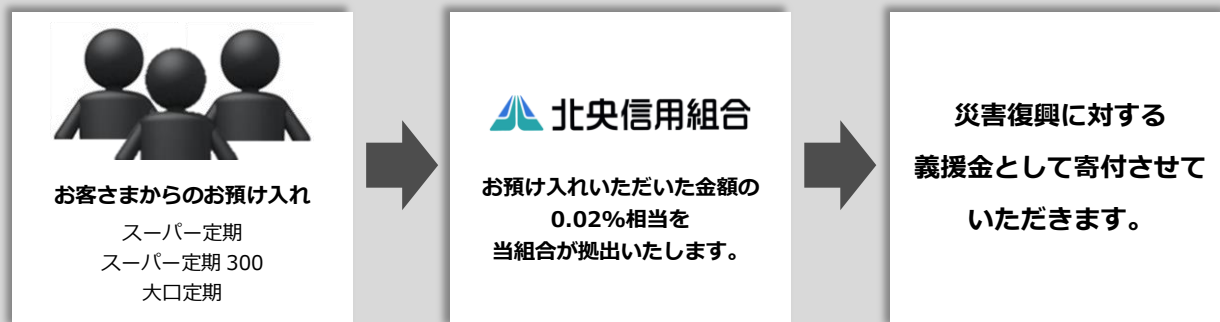 お客さまからのお預け入れ
スーパー定期
スーパー定期 300
大口定期
北央信用組合
お預け入れいただいた金額の
0.02%相当を
当組合が拠出いたします。
災害復興に対する
義援金として寄付させて
いただきます。